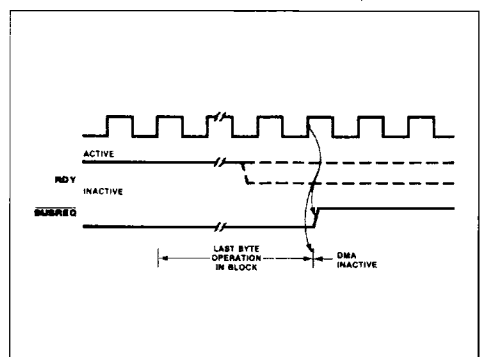 ACTIVE
RDY
INACTIVE
BUSREQ
LAST BYTE
OPERATION
IN BLOCK
DMA
INACTIVE